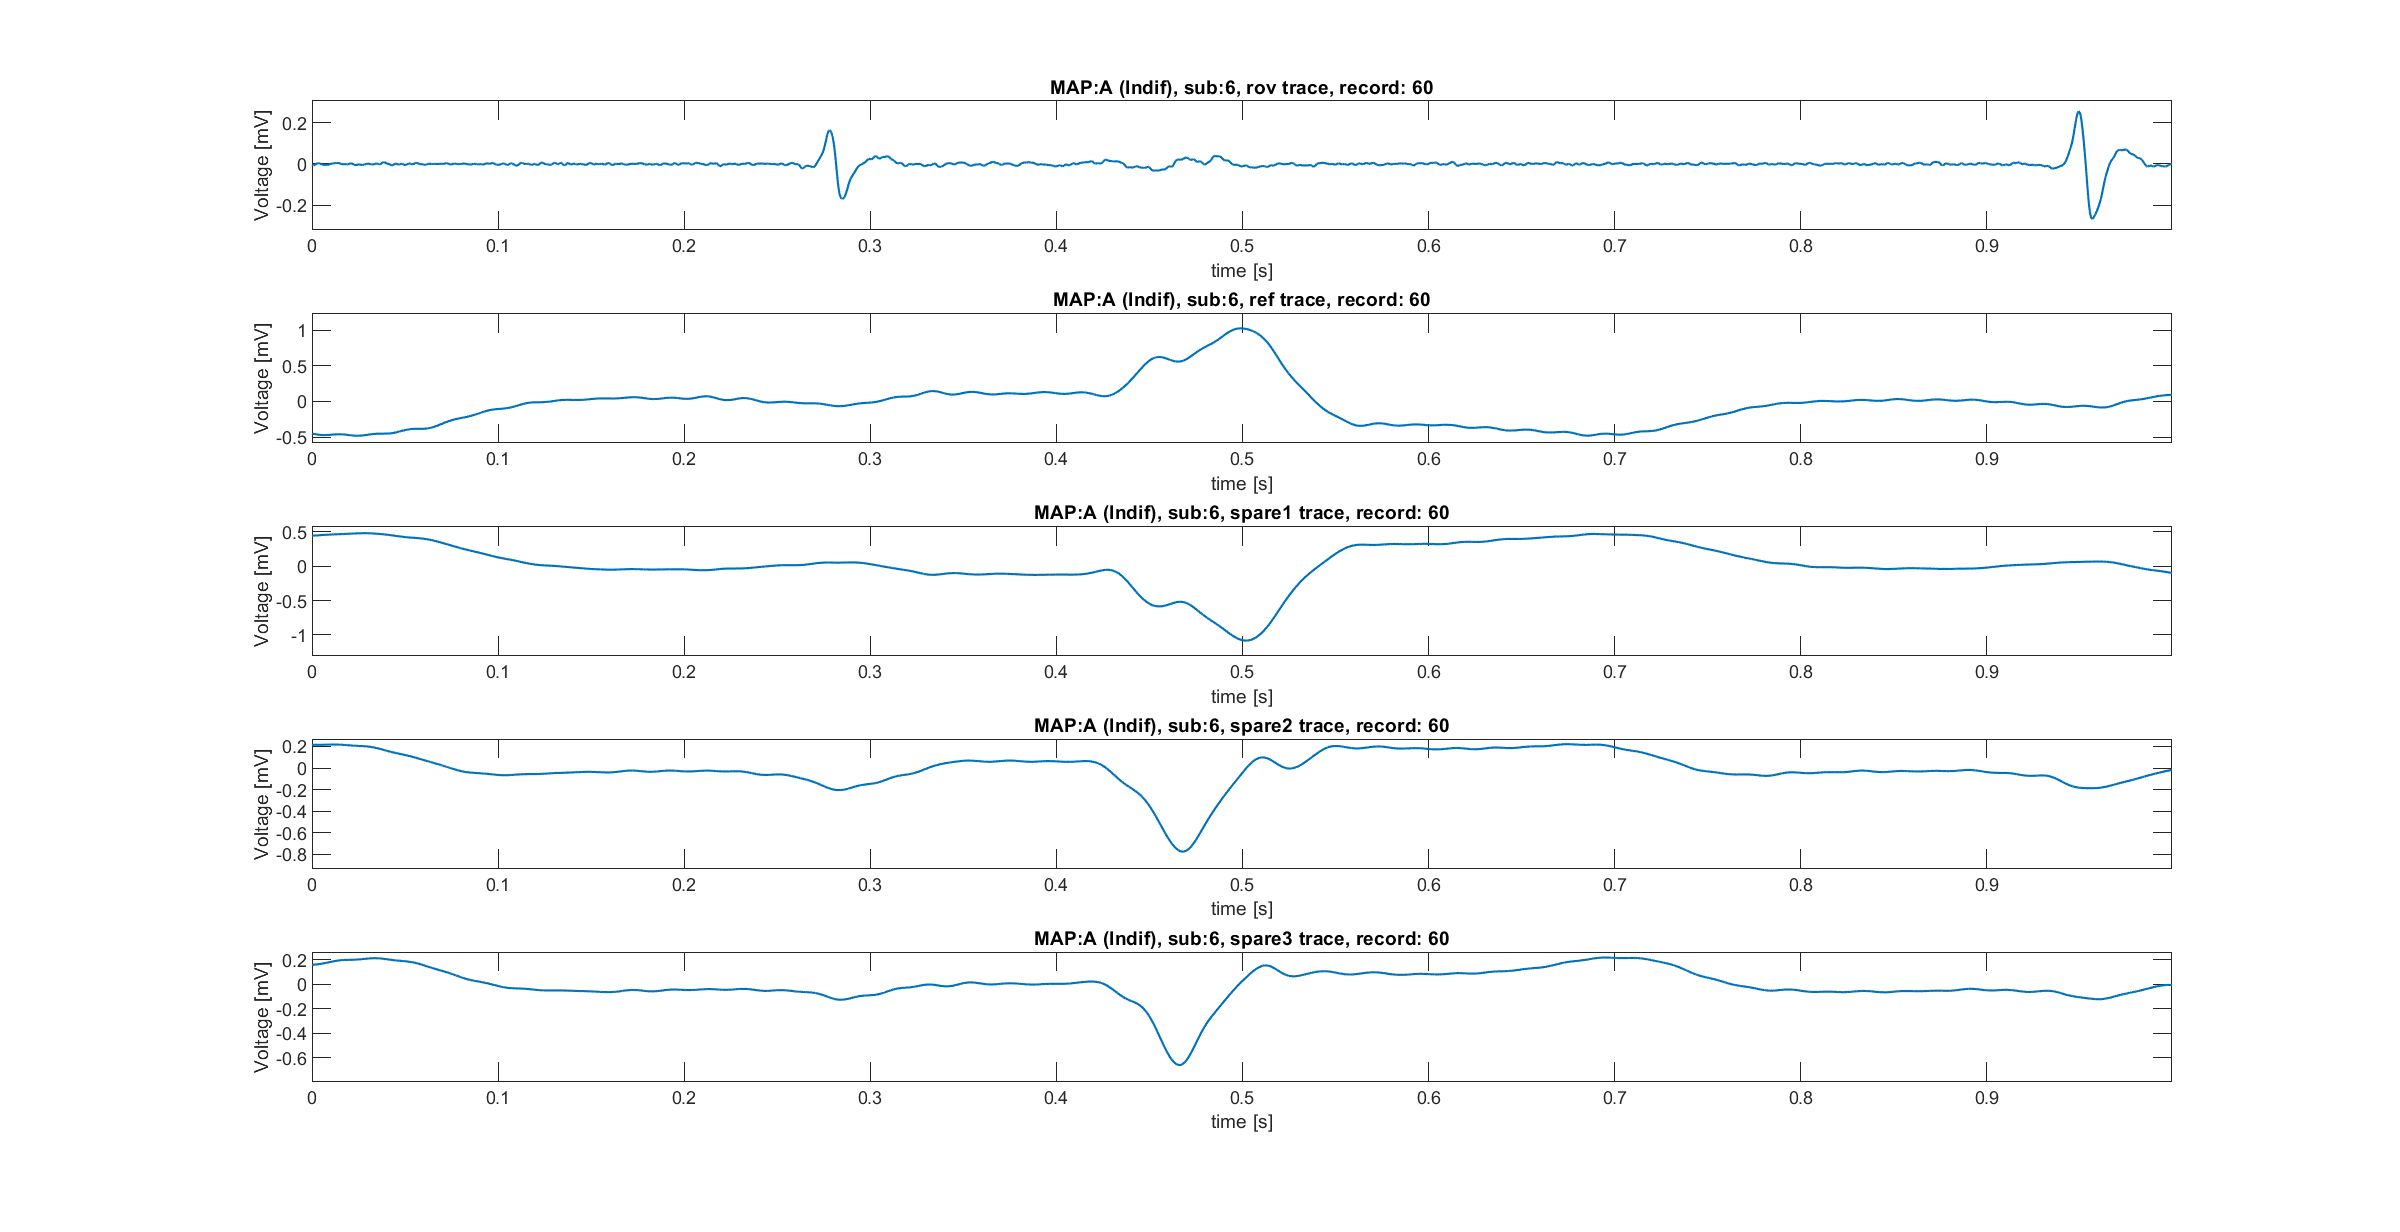 MAP:A (Indif), sub:6, rov trace, record: 60
Voltage [mV]
0.2
0
-0.2
0 0.1 0.2 0.3 0.4 0.5 0.6 0.7 0.8 0.9
time [s]
MAP:A (Indif), sub:6, ref trace, record: 60
Voltage [mV]
1
0.5
0
-0.5
0 0.1 0.2 0.3 0.4 0.5 0.6 0.7 0.8 0.9
time [s]
MAP:A (Indif), sub:6, spare1 trace, record: 60
Voltage [mV]
0.5
0
-0.5
-1
0 0.1 0.2 0.3 0.4 0.5 0.6 0.7 0.8 0.9
time [s]
MAP:A (Indif), sub:6, spare2 trace, record: 60
Voltage [mV]
0.2
0
-0.2
-0.4
-0.6
-0.8
0 0.1 0.2 0.3 0.4 0.5 0.6 0.7 0.8 0.9
time [s]
MAP:A (Indif), sub:6, spare3 trace, record: 60
Voltage [mV]
0.2
0
-0.2
-0.4
-0.6
0 0.1 0.2 0.3 0.4 0.5 0.6 0.7 0.8 0.9
time [s]